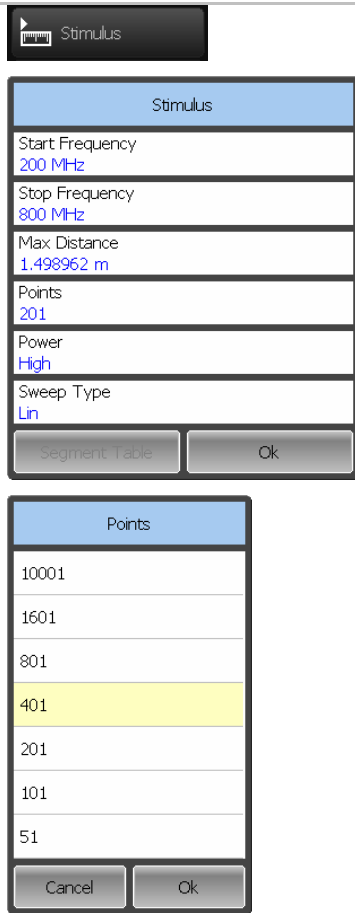 Stimulus
Stimulus
Start Frequency
200 MHz
Stop Frequency
800 MHz
Max Distance
1.498962 m
Points
201
Power
High
Sweep Type
Lin
Segment Table
Ok
Points
10001
1601
801
401
201
101
51
Cancel
Ok